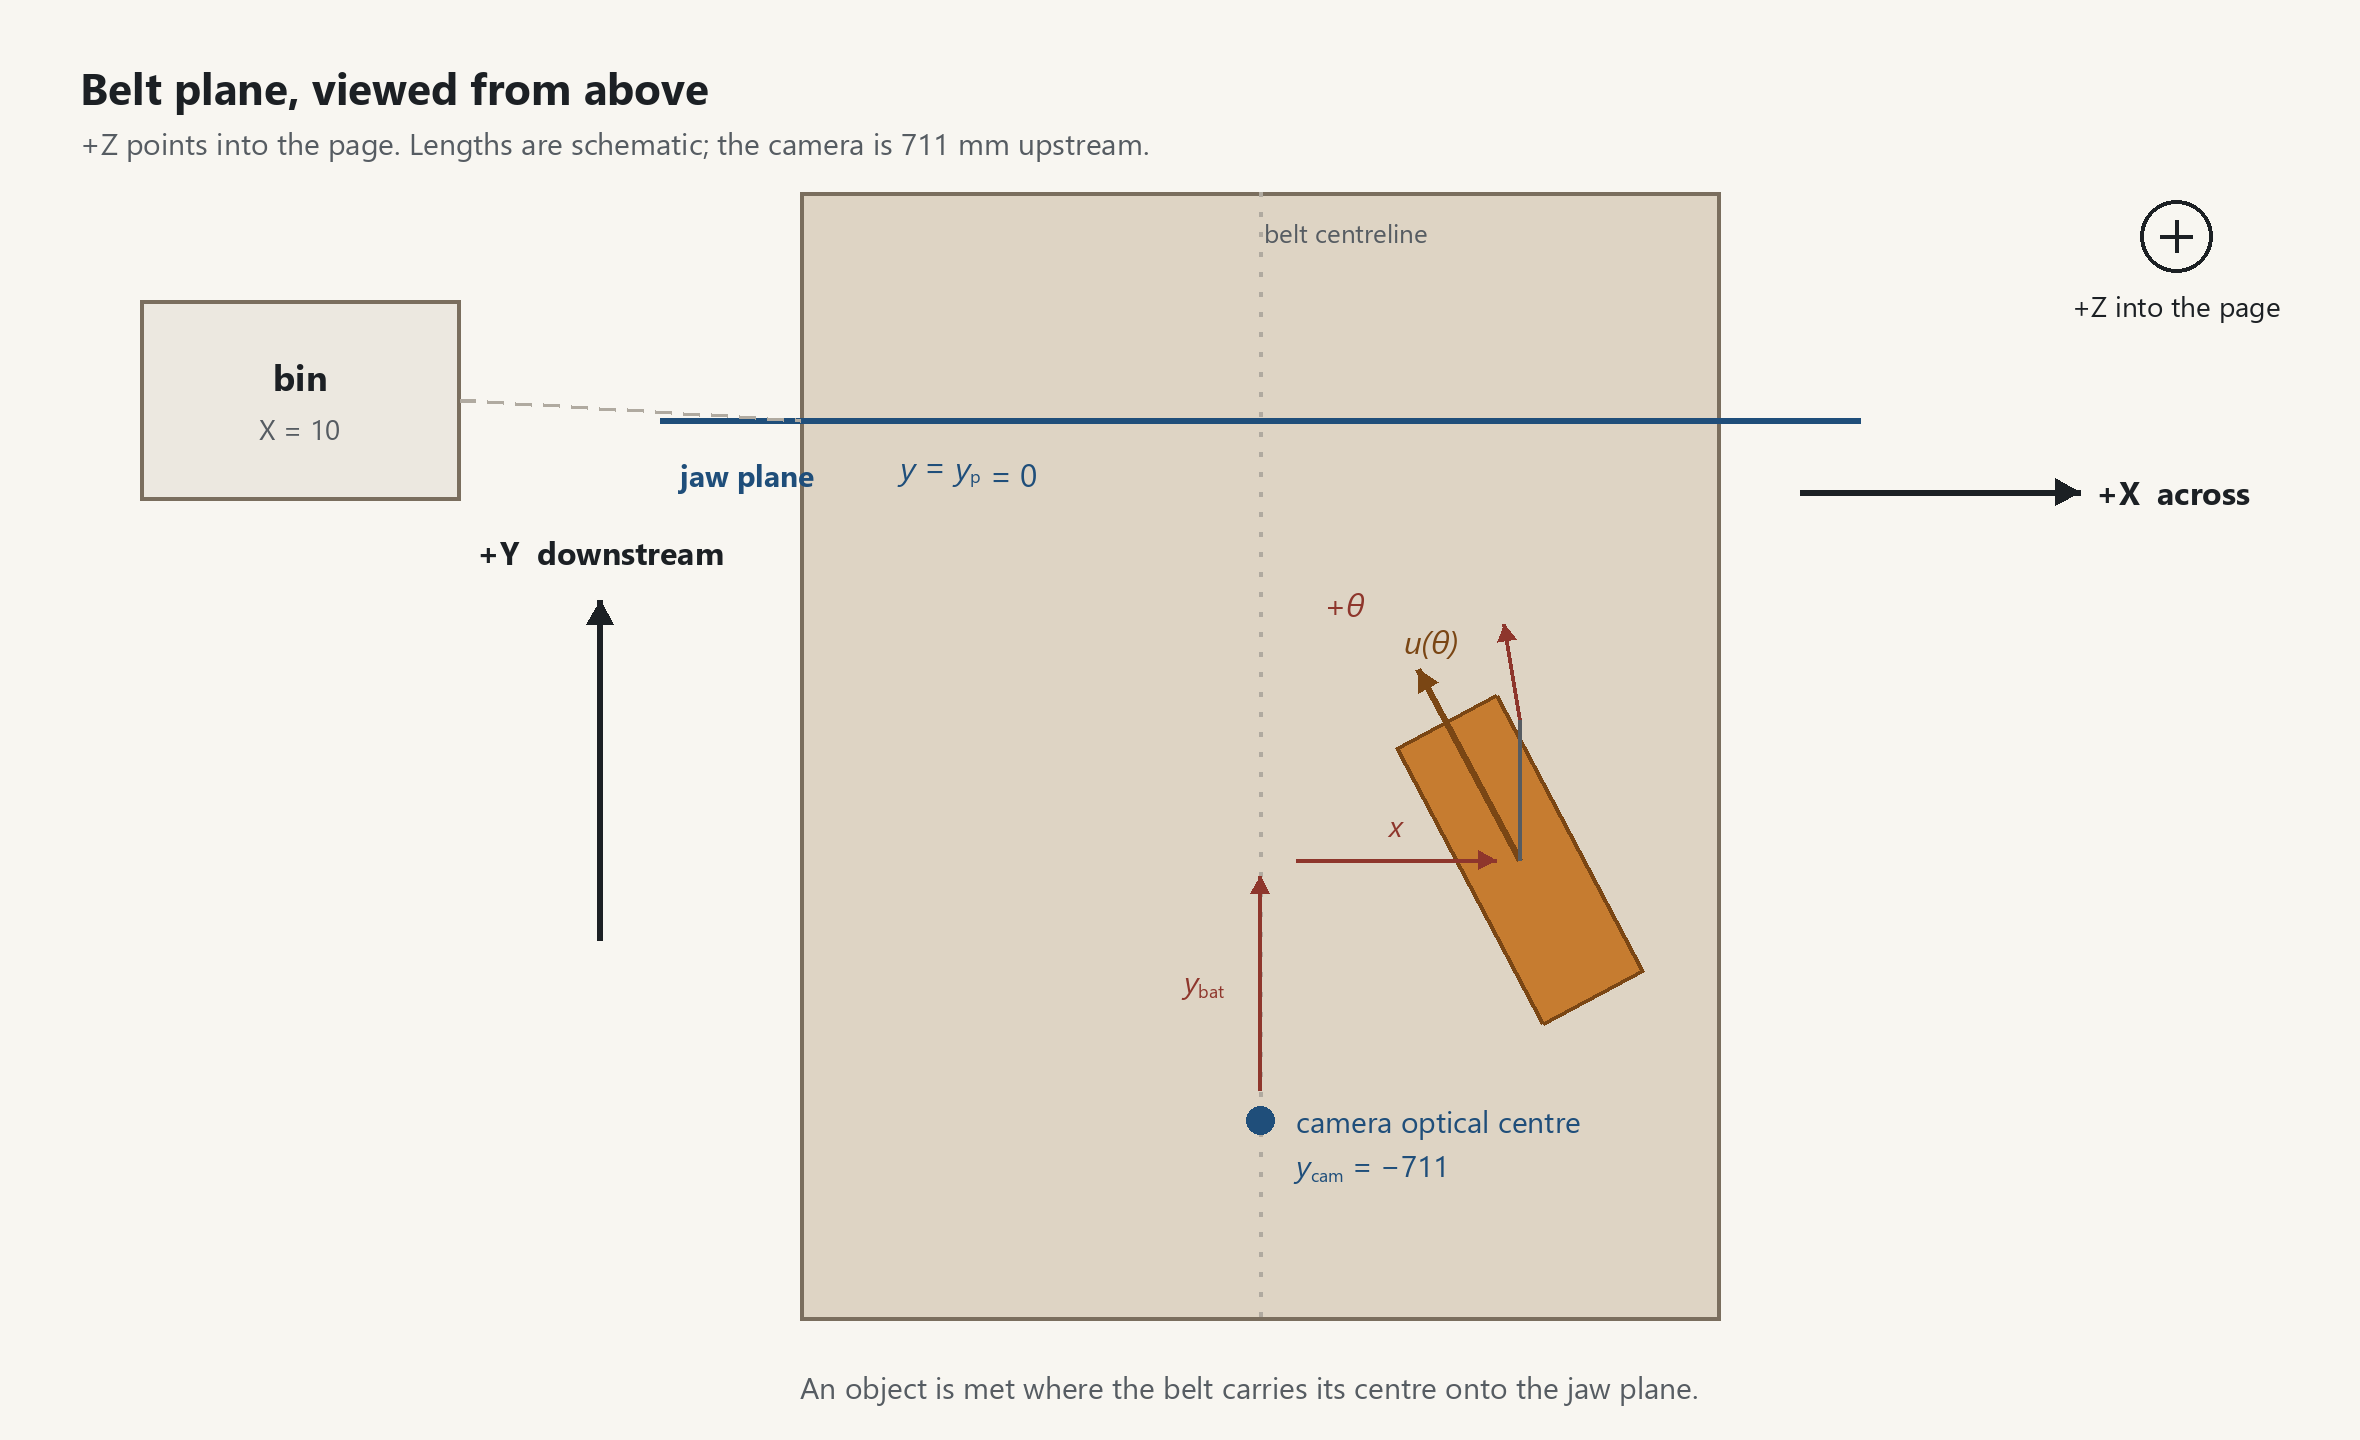 Belt plane, viewed from above
+Z points into the page. Lengths are schematic; the camera is 711 mm upstream.
belt centreline
+Z into the page
bin
X = 10
jaw plane
y = yp = 0
+X across
+Y downstream
+θ
u(θ)
x
ybat
camera optical centre
ycam = −711
An object is met where the belt carries its centre onto the jaw plane.